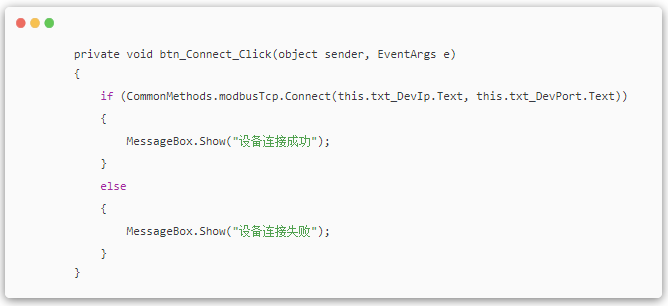 private void btn_Connect_Click(object sender, EventArgs e)
{
if (CommonMethods.modbusTcp.Connect(this.txt_DevIp.Text, this.txt_DevPort.Text))
{
MessageBox.Show("设备连接成功");
}
else
{
MessageBox.Show("设备连接失败");
}
}